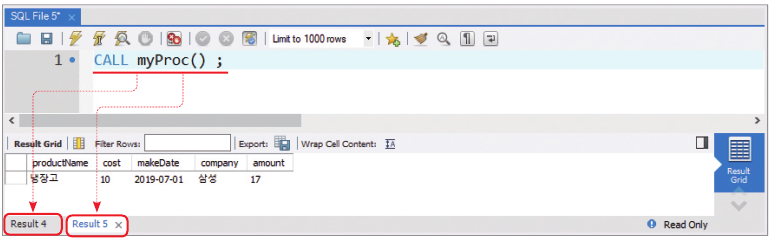 SQL File 5* ×
Limit to 1000 rows
1 CALL myProc() ;
Result Grid Filter Rows: Export: Wrap Cell Content:
productName cost makeDate company amount
냉장고 10 2019-07-01 삼성 17
Result
Grid
Result 4 Result 5 × Read Only